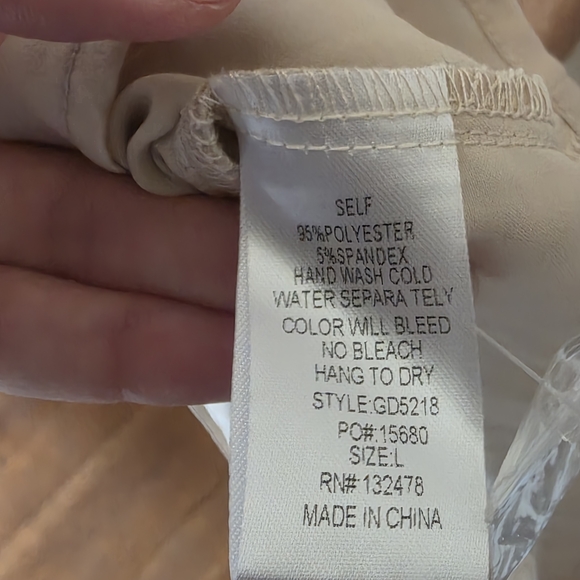 SELF
95%POLYESTER
5%SPANDEX
HAND WASH COLD
WATER SEPARA TELY
COLOR WILL BLEED
NO BLEACH
HANG TO DRY
STYLE:GD5218
PO#:15680
SIZE:L
RN#:132478
MADE IN CHINA